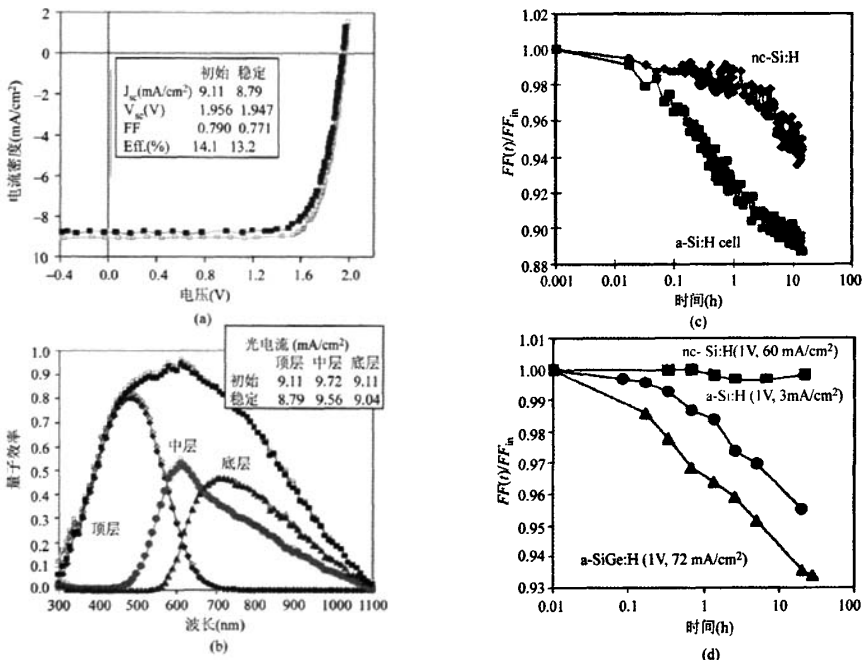 2
0
−2
−4
−6
−8
10
电流密度(mA/cm²)
初始 稳定
Jsc(mA/cm²) 9.11 8.79
Vsc(V) 1.956 1.947
FF 0.790 0.771
Eff.(%) 14.1 13.2
−0.4 0.0 0.4 0.8 1.2 1.6 2.0
电压(V)
(a)
光电流 (mA/cm²)
顶层 中层 底层
初始 9.11 9.72 9.11
稳定 8.79 9.56 9.04
1.0
0.9
0.8
0.7
0.6
0.5
0.4
0.3
0.2
0.1
0.0
量子效率
顶层
中层
底层
300 400 500 600 700 800 900 1000 1100
波长(nm)
(b)
1.00
0.98
0.96
0.94
0.92
0.90
0.88
FF(t)/FFin
nc-Si:H
a-Si:H cell
0.001 0.01 0.1 1 10 100
时间(h)
(c)
1.01
1.00
0.99
0.98
0.97
0.96
0.95
0.94
0.93
FF(t)/FFin
nc- Si:H(1V, 60 mA/cm²)
a-Si:H (1V, 3mA/cm²)
a-SiGe:H (1V, 72 mA/cm²)
0.01 0.1 1 10 100
时间(h)
(d)